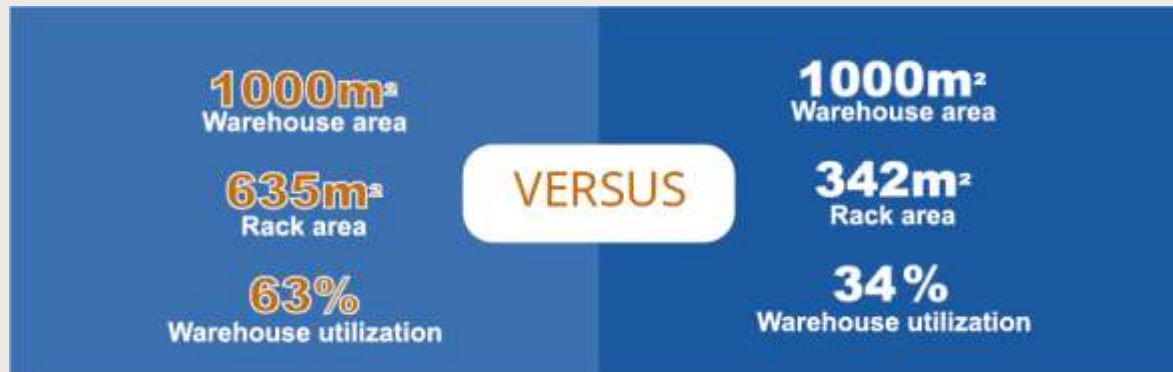 1000m²
Warehouse area
635m²
Rack area
63%
Warehouse utilization
VERSUS
1000m²
Warehouse area
342m²
Rack area
34%
Warehouse utilization